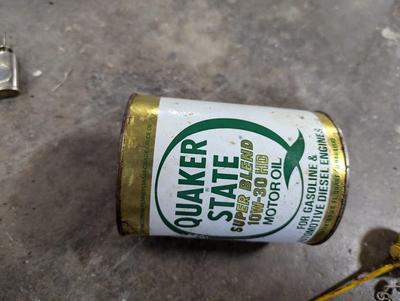 QUAKER
STATE
SUPER BLEND
10W-30 HD
MOTOR OIL
FOR GASOLINE &
AUTOMOTIVE DIESEL ENGINES